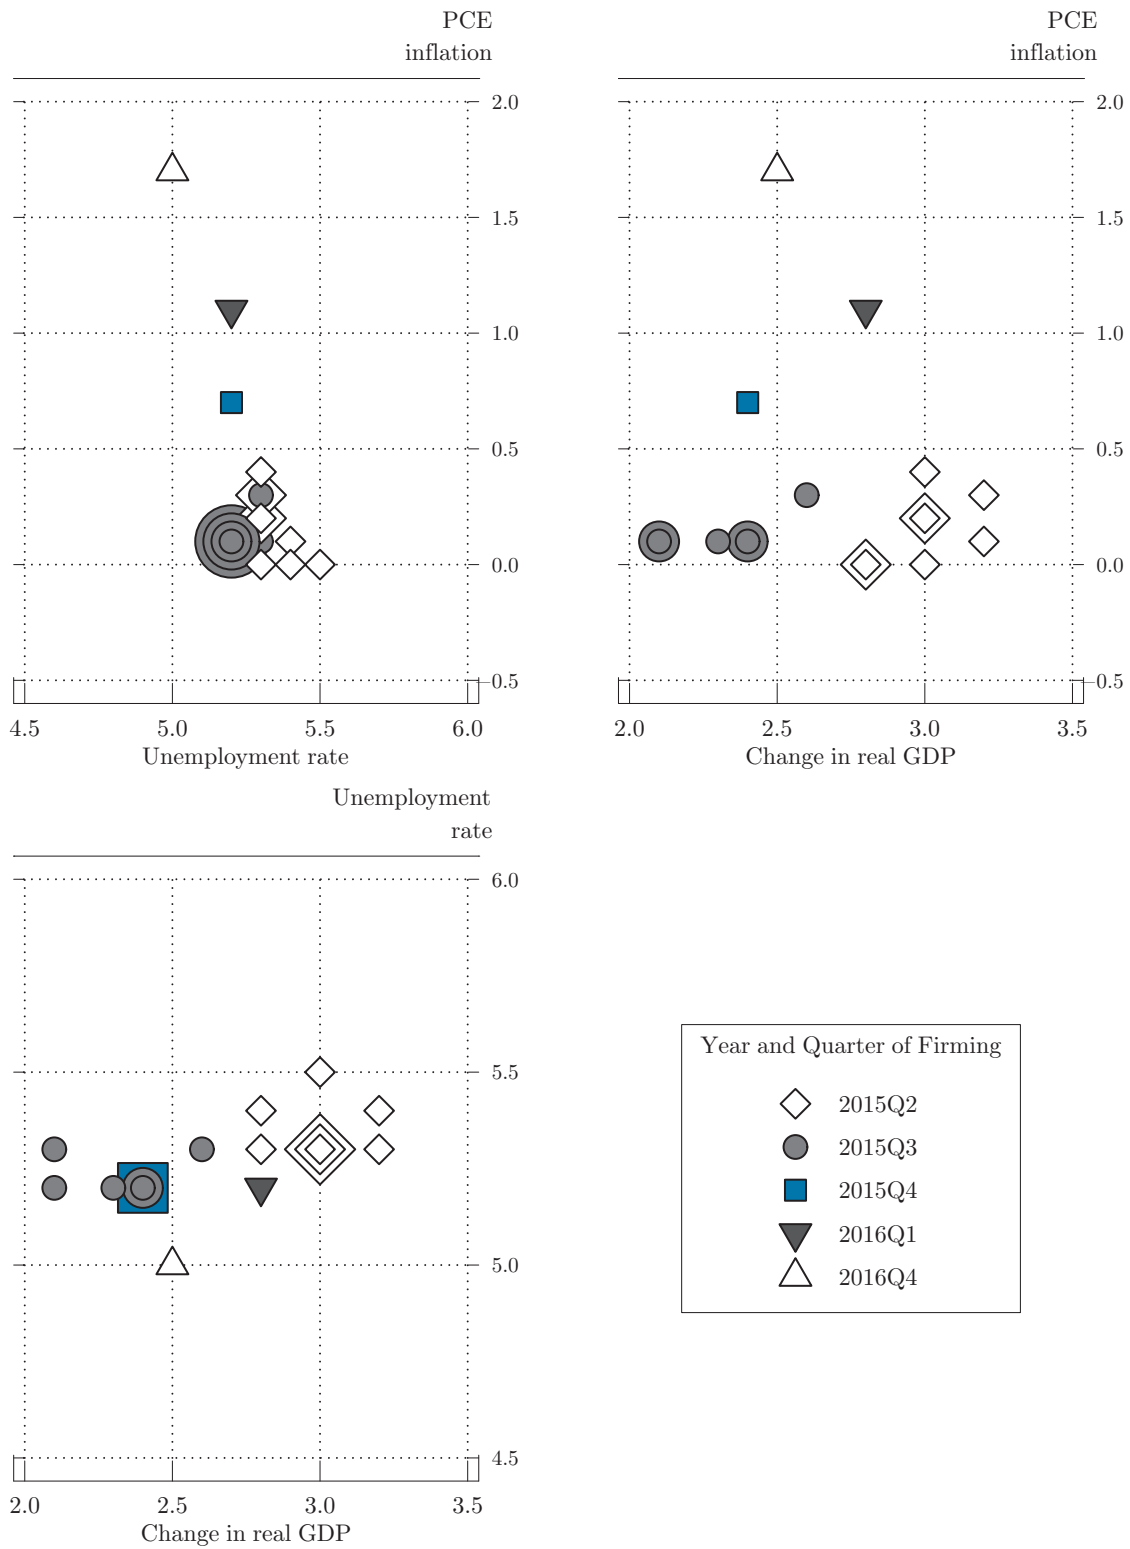 PCE
inflation
2.0
1.5
1.0
0.5
0.0
−0.5
4.5 5.0 5.5 6.0
Unemployment rate
PCE
inflation
2.0
1.5
1.0
0.5
0.0
−0.5
2.0 2.5 3.0 3.5
Change in real GDP
Unemployment
rate
6.0
5.5
5.0
4.5
2.0 2.5 3.0 3.5
Change in real GDP
Year and Quarter of Firming
2015Q2
2015Q3
2015Q4
2016Q1
2016Q4